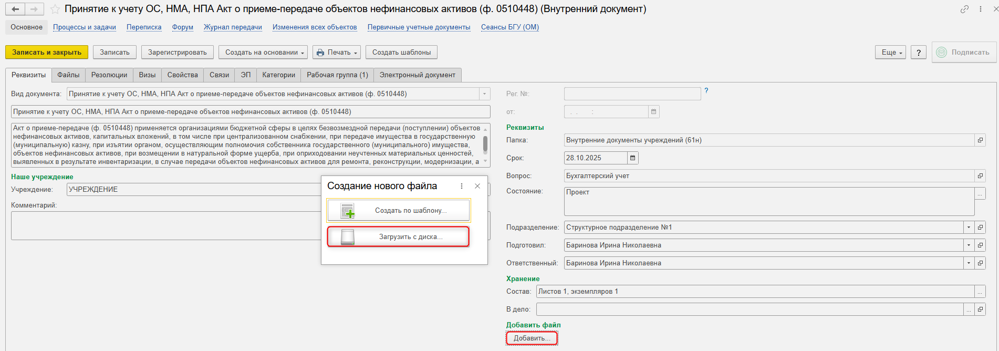 Принятие к учету ОС, НМА, НПА Акт о приеме-передаче объектов нефинансовых активов (ф. 0510448) (Внутренний документ)
Основное Процессы и задачи Переписка Форум Журнал передачи Изменения всех объектов Первичные учетные документы Сеансы БГУ (ОМ)
Записать и закрыть Записать Зарегистрировать Создать на основании Печать Создать шаблоны Еще ? Подписать
Реквизиты Файлы Резолюции Визы Свойства Связи ЭП Категории Рабочая группа (1) Электронный документ
Вид документа: Принятие к учету ОС, НМА, НПА Акт о приеме-передаче объектов нефинансовых активов (ф. 0510448)
Принятие к учету ОС, НМА, НПА Акт о приеме-передаче объектов нефинансовых активов (ф. 0510448)
Акт о приеме-передаче (ф. 0510448) применяется организациями бюджетной сферы в целях безвозмездной передачи (поступлении) объектов
нефинансовых активов, капитальных вложений, в том числе при централизованном снабжении, при передаче имущества в государственную
(муниципальную) казну, при изъятии органом, осуществляющим полномочия собственника государственного (муниципального) имущества,
объектов нефинансовых активов, при возмещении в натуральной форме ущерба, при оприходовании неучтенных материальных ценностей,
выявленных в результате инвентаризации, в случае передачи объектов нефинансовых активов для ремонта, реконструкции, модернизации, а
Наше учреждение
Учреждение: УЧРЕЖДЕНИЕ
Комментарий:
Создание нового файла
Создать по шаблону...
Загрузить с диска...
Рег. №: ?
от: . . :
Реквизиты
Папка: Внутренние документы учреждений (61н)
Срок: 28.10.2025
Вопрос: Бухгалтерский учет
Состояние: Проект ...
Подразделение: Структурное подразделение №1
Подготовил: Баринова Ирина Николаевна
Ответственный: Баринова Ирина Николаевна
Хранение
Состав: Листов 1, экземпляров 1 ...
В дело: ...
Добавить файл
Добавить...